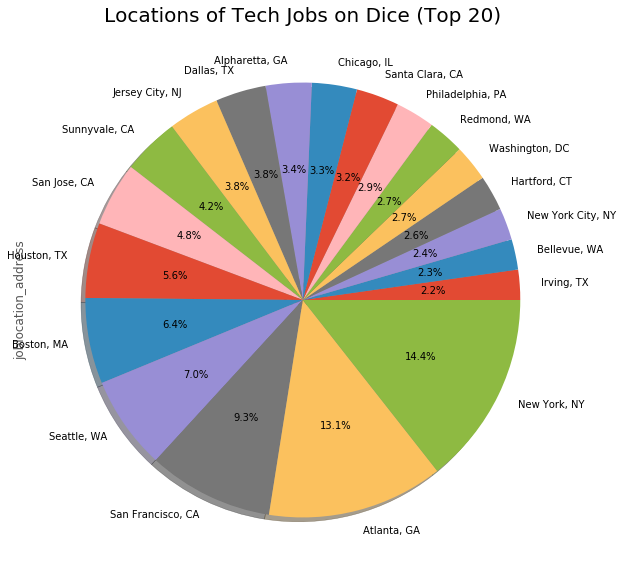 Locations of Tech Jobs on Dice (Top 20)
Alpharetta, GA
Chicago, IL
Dallas, TX
Santa Clara, CA
Jersey City, NJ
Philadelphia, PA
Sunnyvale, CA
Redmond, WA
San Jose, CA
Washington, DC
Houston, TX
Hartford, CT
Boston, MA
New York City, NY
Seattle, WA
Bellevue, WA
San Francisco, CA
Irving, TX
Atlanta, GA
New York, NY
joblocation_address
3.4%
3.3%
3.8%
3.2%
3.8%
2.9%
4.2%
2.7%
4.8%
2.7%
5.6%
2.6%
6.4%
2.4%
7.0%
2.3%
9.3%
2.2%
13.1%
14.4%